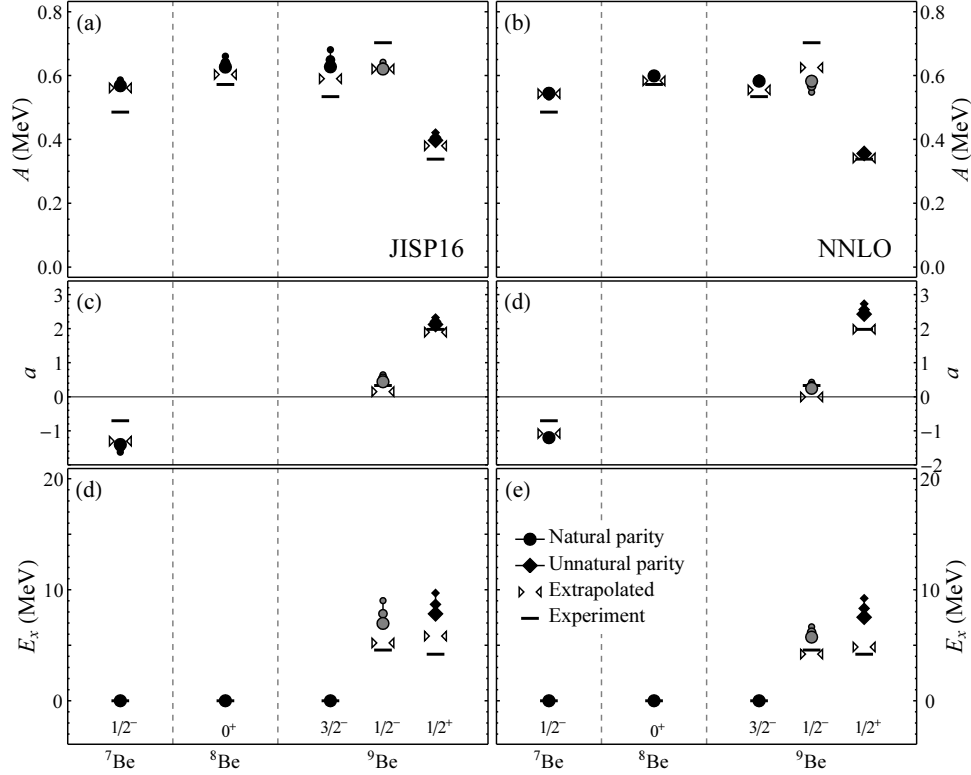 (a)
(b)
0.8
0.6
0.4
0.2
0.0
A (MeV)
JISP16
NNLO
0.8
0.6
0.4
0.2
0.0
A (MeV)
(c)
(d)
3
2
1
0
−1
a
3
2
1
0
−1
−2
a
(d)
(e)
20
10
0
Eₓ (MeV)
Natural parity
Unnatural parity
Extrapolated
Experiment
20
10
0
Eₓ (MeV)
1/2⁻ 0⁺ 3/2⁻ 1/2⁻ 1/2⁺
1/2⁻ 0⁺ 3/2⁻ 1/2⁻ 1/2⁺
⁷Be ⁸Be ⁹Be
⁷Be ⁸Be ⁹Be